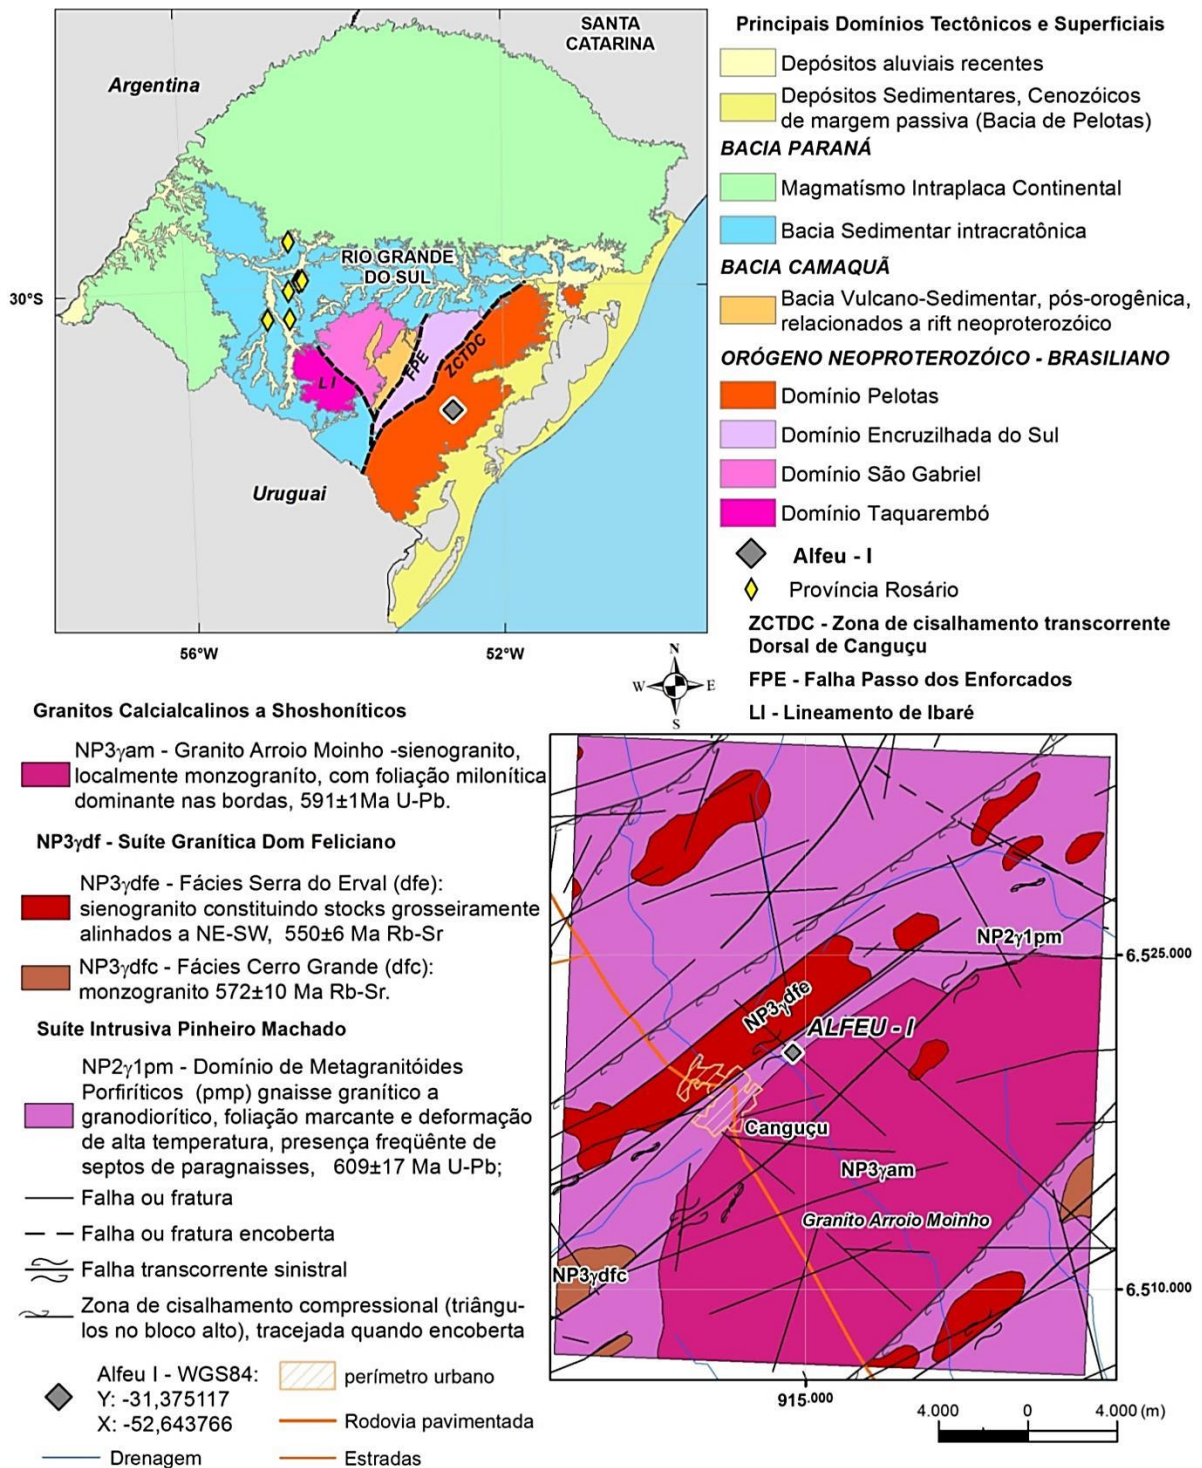 SANTA
CATARINA
Argentina
RIO GRANDE
DO SUL
30°S
L I
FPE
ZCTDC
Uruguai
56°W
52°W
Principais Domínios Tectônicos e Superficiais
Depósitos aluviais recentes
Depósitos Sedimentares, Cenozóicos
de margem passiva (Bacia de Pelotas)
BACIA PARANÁ
Magmatísmo Intraplaca Continental
Bacia Sedimentar intracratônica
BACIA CAMAQUÃ
Bacia Vulcano-Sedimentar, pós-orogênica,
relacionados a rift neoproterozóico
ORÓGENO NEOPROTEROZÓICO - BRASILIANO
Domínio Pelotas
Domínio Encruzilhada do Sul
Domínio São Gabriel
Domínio Taquarembó
Alfeu - I
Província Rosário
ZCTDC - Zona de cisalhamento transcorrente
Dorsal de Canguçu
FPE - Falha Passo dos Enforcados
LI - Lineamento de Ibaré
N
W
E
S
Granitos Calcialcalinos a Shoshoníticos
NP3γam - Granito Arroio Moinho -sienogranito,
localmente monzograníto, com foliação milonítica
dominante nas bordas, 591±1Ma U-Pb.
NP3γdf - Suíte Granítica Dom Feliciano
NP3γdfe - Fácies Serra do Erval (dfe):
sienogranito constituindo stocks grosseiramente
alinhados a NE-SW, 550±6 Ma Rb-Sr
NP3γdfc - Fácies Cerro Grande (dfc):
monzogranito 572±10 Ma Rb-Sr.
Suíte Intrusiva Pinheiro Machado
NP2γ1pm - Domínio de Metagranitóides
Porfiríticos (pmp) gnaisse granítico a
granodiorítico, foliação marcante e deformação
de alta temperatura, presença freqüênte de
septos de paragnaisses, 609±17 Ma U-Pb;
Falha ou fratura
Falha ou fratura encoberta
Falha transcorrente sinistral
Zona de cisalhamento compressional (triângu-
los no bloco alto), tracejada quando encoberta
Alfeu I - WGS84:
Y: -31,375117
X: -52,643766
Drenagem
perímetro urbano
Rodovia pavimentada
Estradas
NP2γ1pm
6.525.000
NP3γdfe
ALFEU - I
Canguçu
NP3γam
Granito Arroio Moinho
NP3γdfc
6.510.000
915.000
4.000 0 4.000 (m)